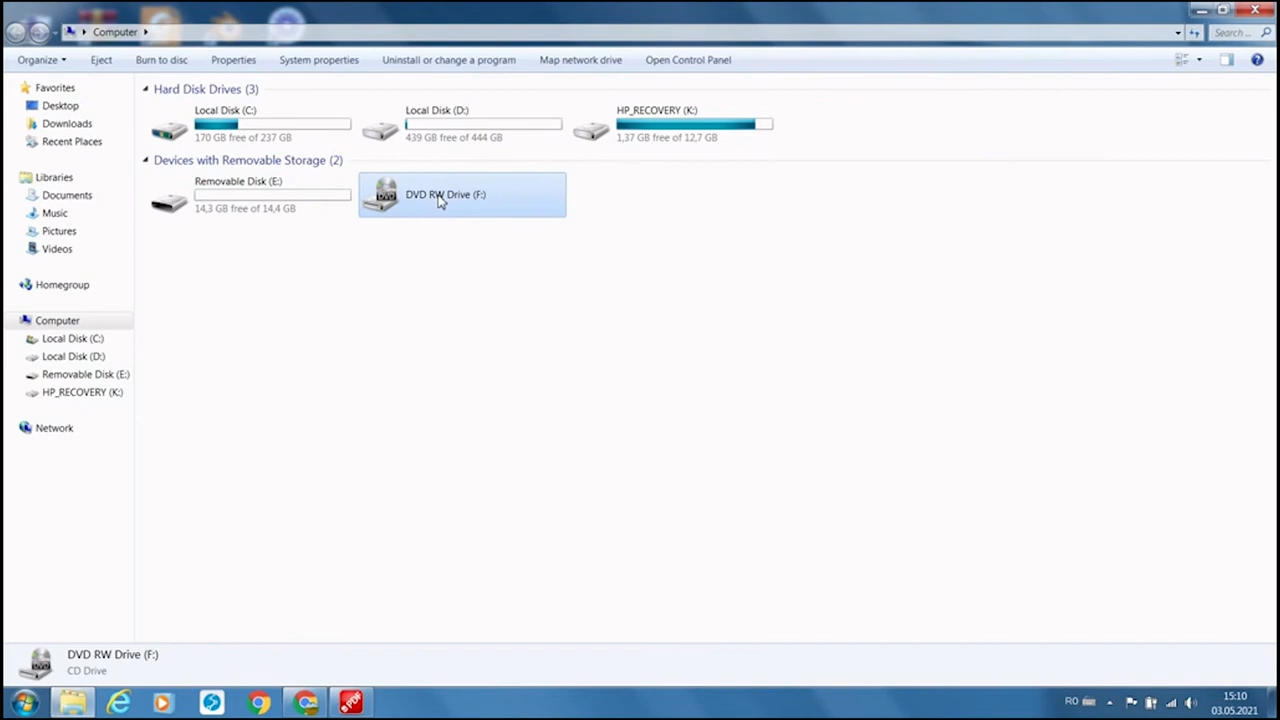 Computer
Search ...
Organize
Eject
Burn to disc
Properties
System properties
Uninstall or change a program
Map network drive
Open Control Panel
Favorites
Desktop
Downloads
Recent Places
Libraries
Documents
Music
Pictures
Videos
Homegroup
Computer
Local Disk (C:)
Local Disk (D:)
Removable Disk (E:)
HP_RECOVERY (K:)
Network
Hard Disk Drives (3)
Local Disk (C:)
170 GB free of 237 GB
Local Disk (D:)
439 GB free of 444 GB
HP_RECOVERY (K:)
1,37 GB free of 12,7 GB
Devices with Removable Storage (2)
Removable Disk (E:)
14,3 GB free of 14,4 GB
DVD
DVD RW Drive (F:)
DVD
DVD RW Drive (F:)
CD Drive
PDF
RO
15:10
03.05.2021